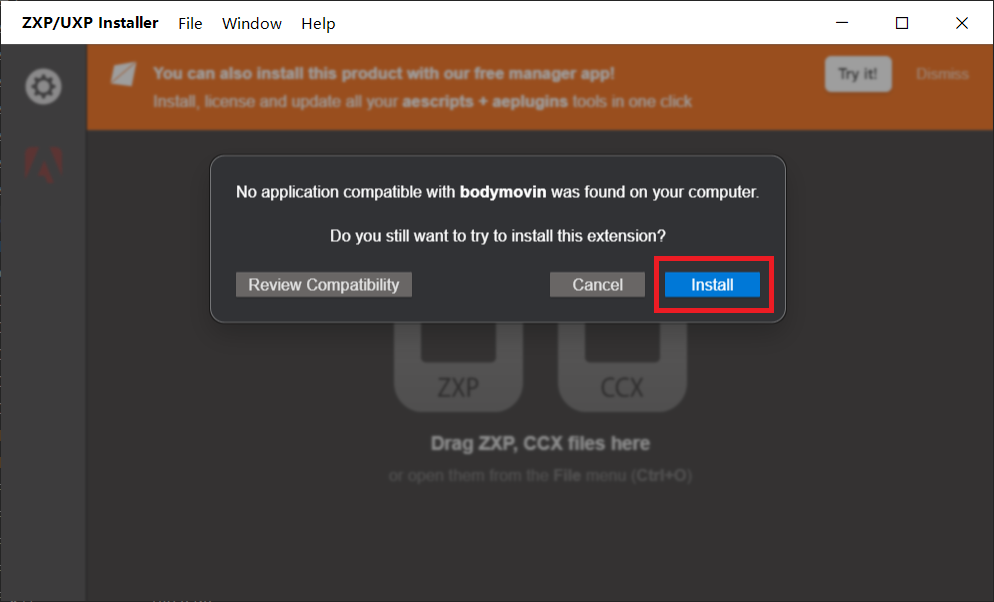 ZXP/UXP Installer File Window Help
You can also install this product with our free manager app!
Install, license and update all your aescripts + aeplugins tools in one click
Try it!
Dismiss
No application compatible with bodymovin was found on your computer.
Do you still want to try to install this extension?
Review Compatibility
Cancel
Install
ZXP
CCX
Drag ZXP, CCX files here
or open them from the File menu (Ctrl+O)